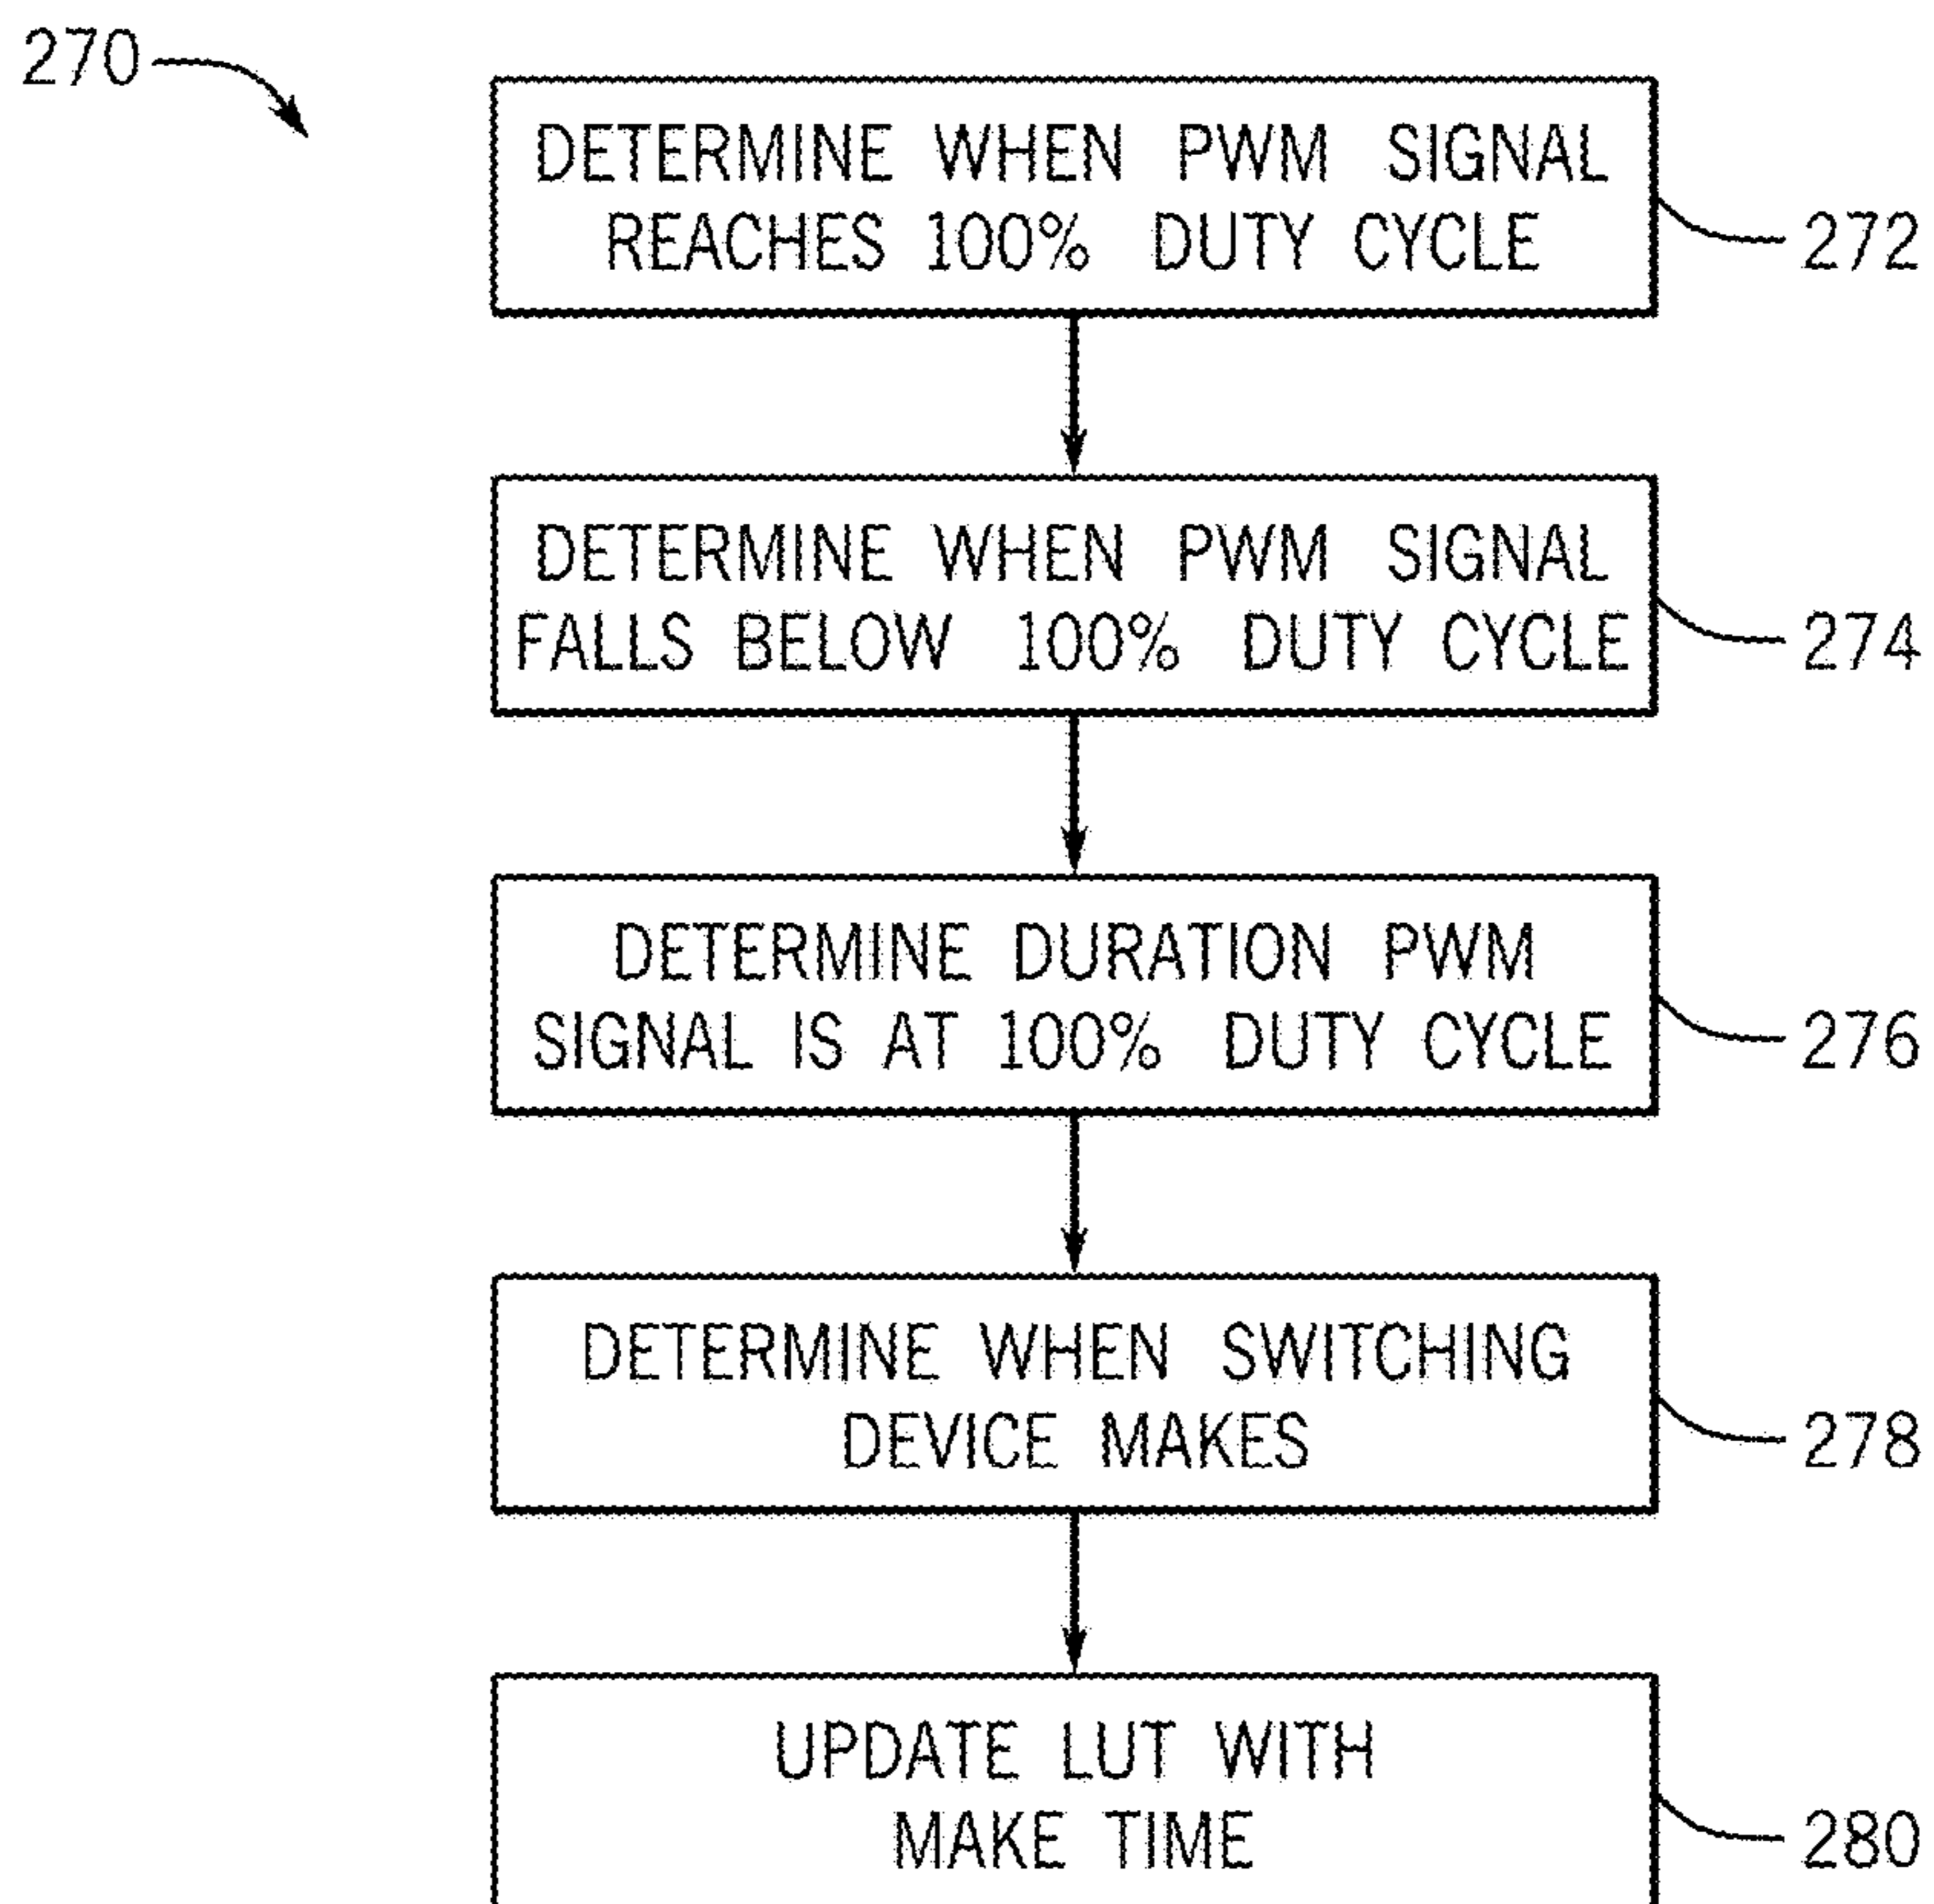 270
DETERMINE WHEN PWM SIGNAL
REACHES 100% DUTY CYCLE
272
DETERMINE WHEN PWM SIGNAL
FALLS BELOW 100% DUTY CYCLE
274
DETERMINE DURATION PWM
SIGNAL IS AT 100% DUTY CYCLE
276
DETERMINE WHEN SWITCHING
DEVICE MAKES
278
UPDATE LUT WITH
MAKE TIME
280